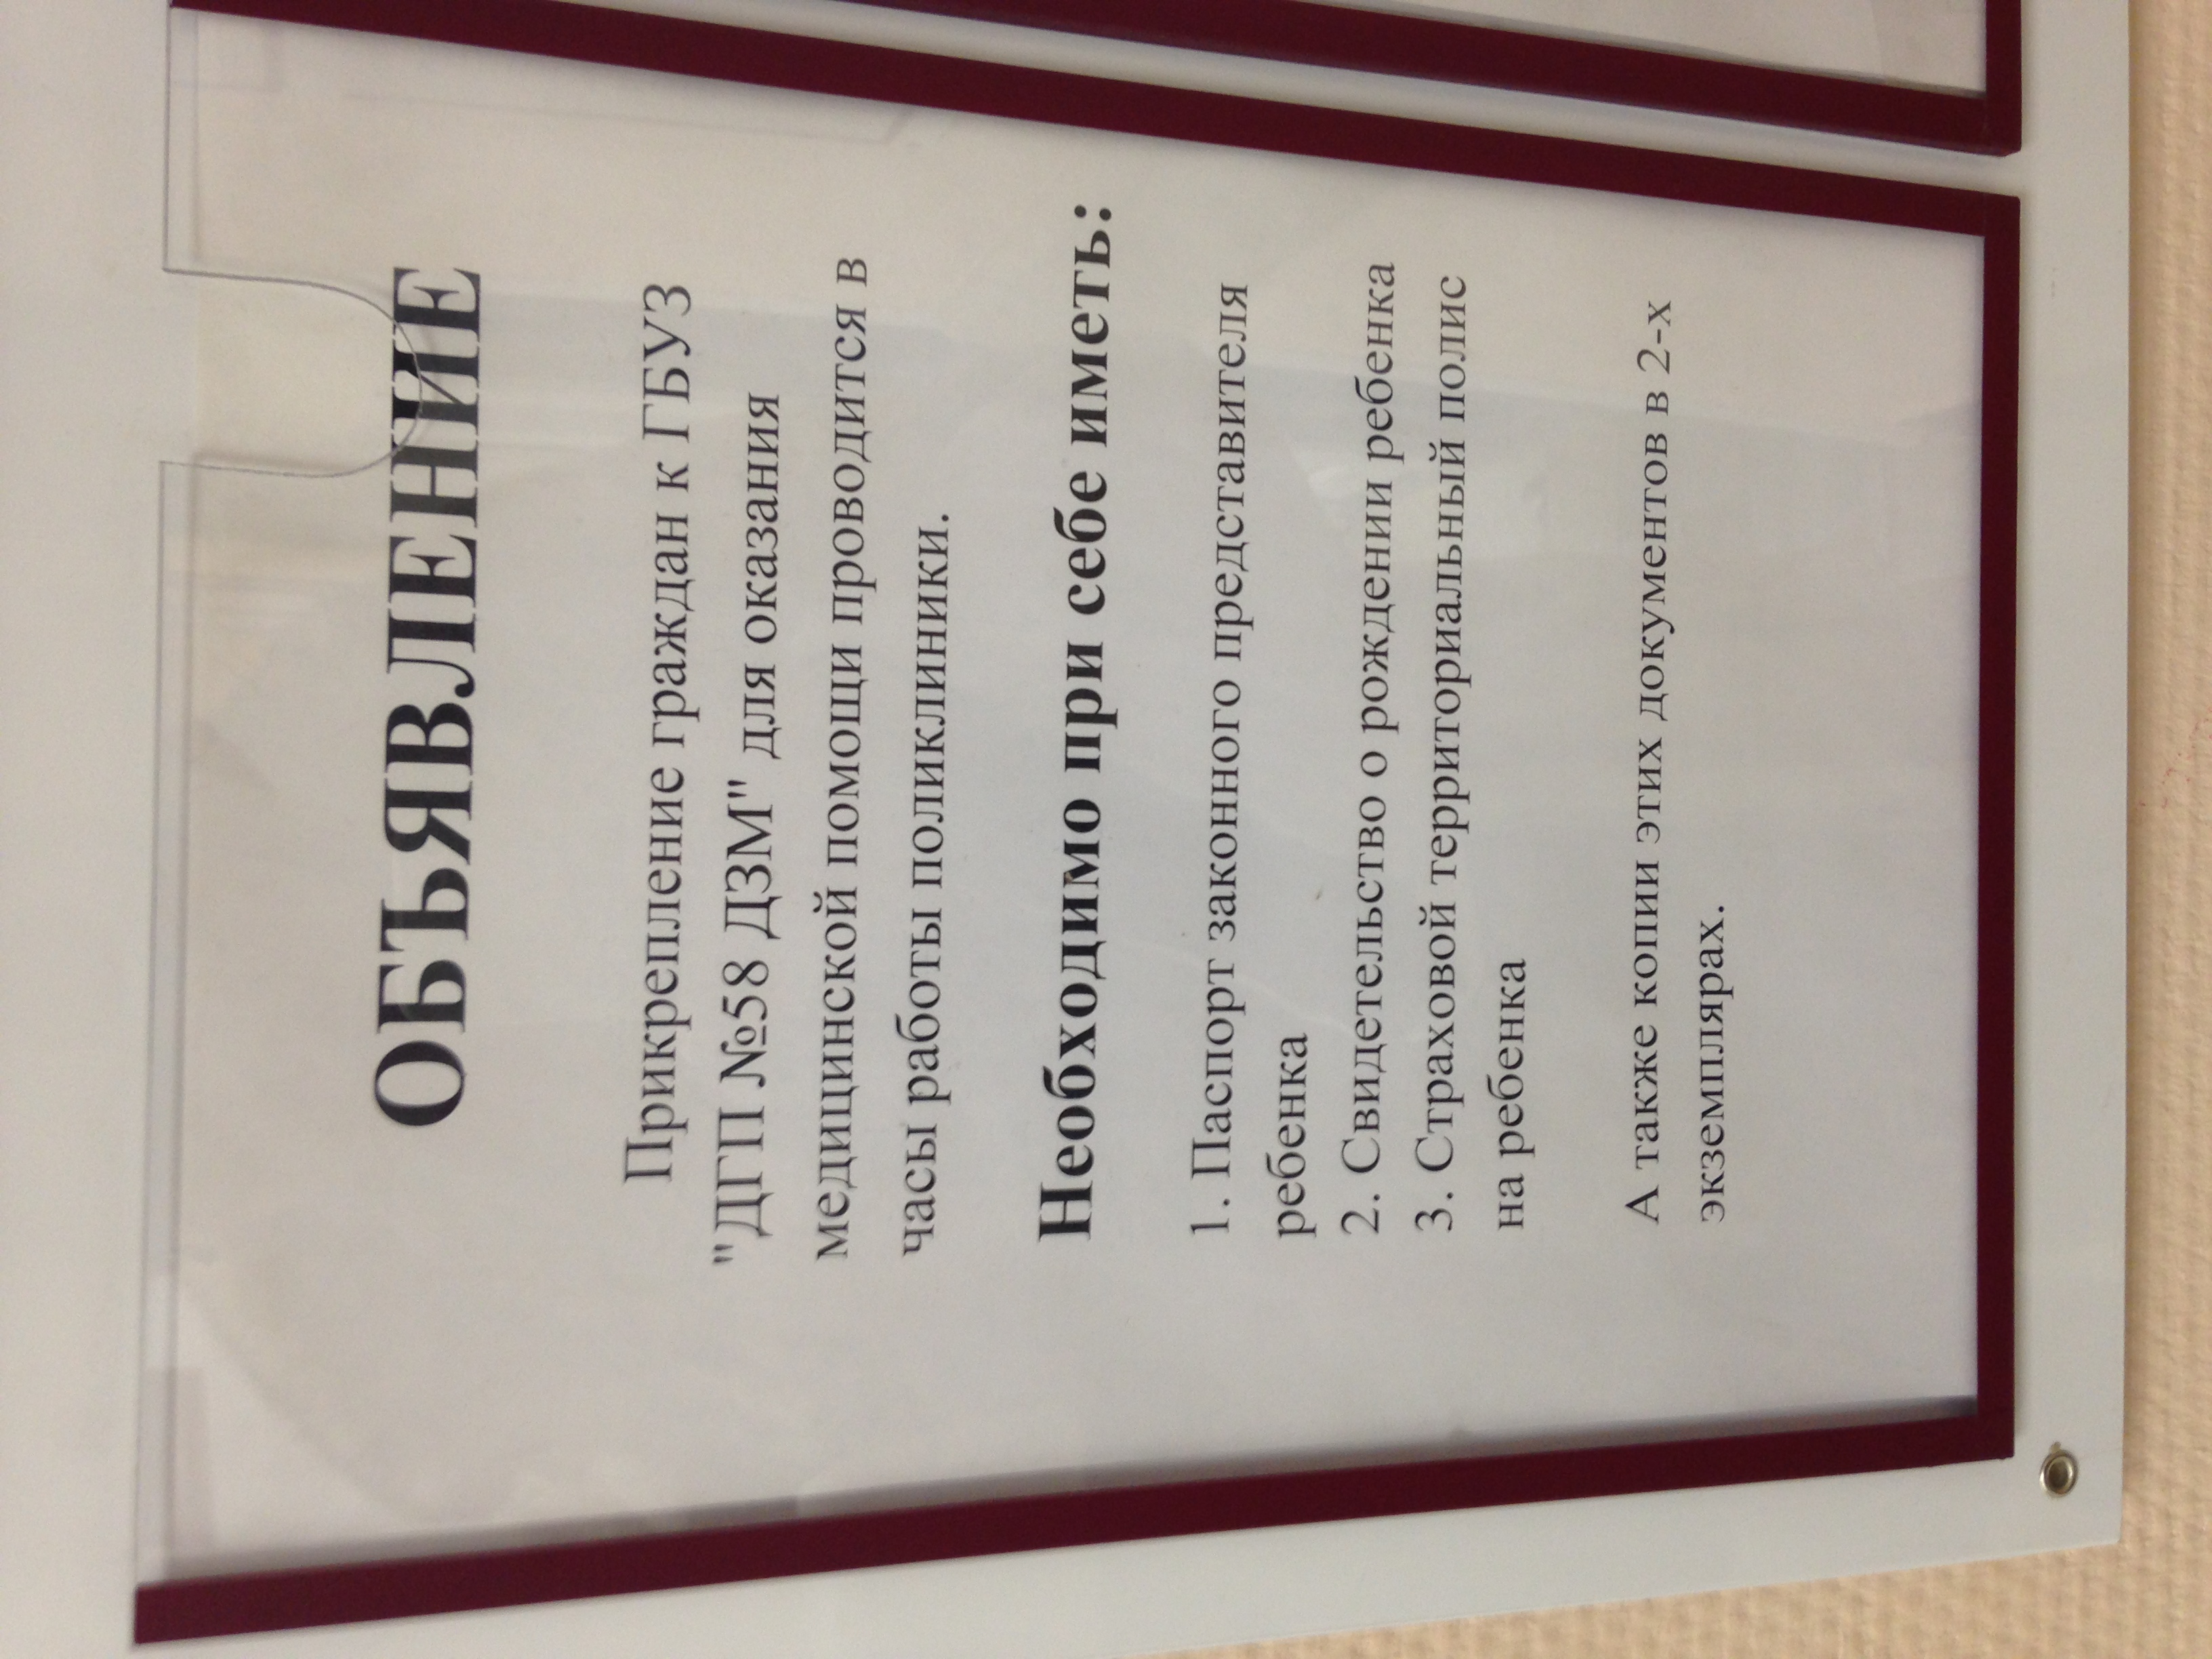 ОБЪЯВЛЕНИЕ
Прикрепление граждан к ГБУЗ
"ДГП №58 ДЗМ" для оказания
медицинской помощи проводится в
часы работы поликлиники.
Необходимо при себе иметь:
1. Паспорт законного представителя
ребенка
2. Свидетельство о рождении ребенка
3. Страховой территориальный полис
на ребенка
А также копии этих документов в 2-х
экземплярах.